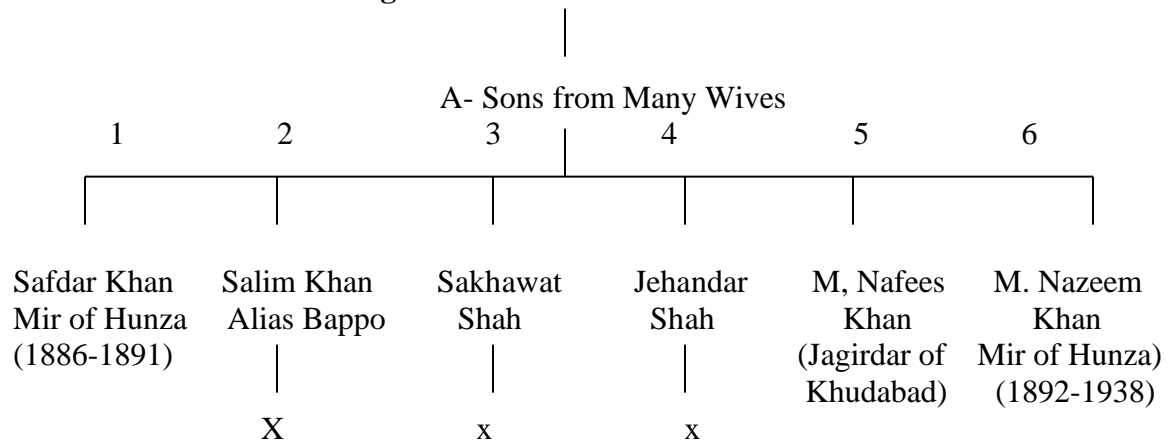 A- Sons from Many Wives
1 2 3 4 5 6
Safdar Khan Salim Khan Sakhawat Jehandar M, Nafees M. Nazeem
Mir of Hunza Alias Bappo Shah Shah Khan Khan
(1886-1891) (Jagirdar of Mir of Hunza)
Khudabad) (1892-1938)
X x x